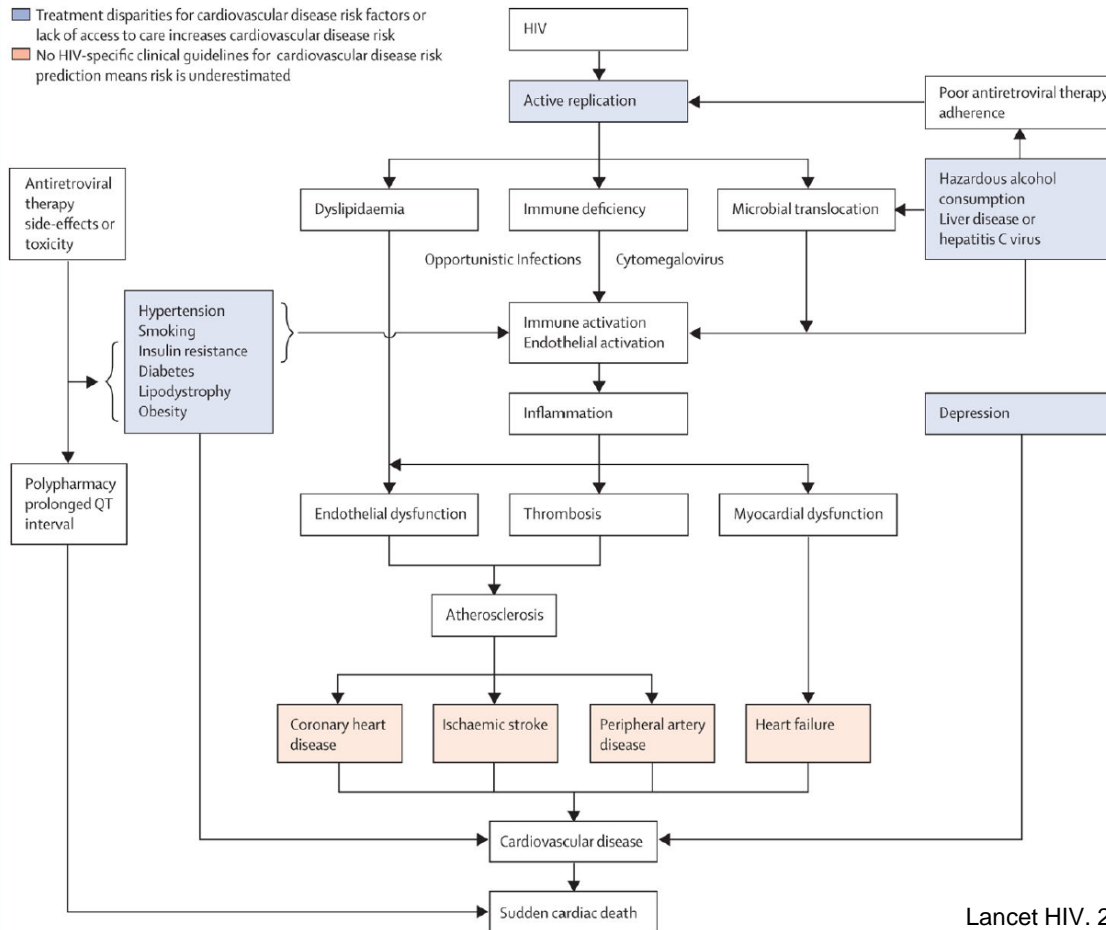 Treatment disparities for cardiovascular disease risk factors or
lack of access to care increases cardiovascular disease risk
No HIV-specific clinical guidelines for cardiovascular disease risk
prediction means risk is underestimated
HIV
Active replication
Poor antiretroviral therapy
adherence
Antiretroviral
therapy
side-effects or
toxicity
Dyslipidaemia
Immune deficiency
Microbial translocation
Hazardous alcohol
consumption
Liver disease or
hepatitis C virus
Opportunistic Infections
Cytomegalovirus
Hypertension
Smoking
Insulin resistance
Diabetes
Lipodystrophy
Obesity
Immune activation
Endothelial activation
Inflammation
Depression
Polypharmacy
prolonged QT
interval
Endothelial dysfunction
Thrombosis
Myocardial dysfunction
Atherosclerosis
Coronary heart
disease
Ischaemic stroke
Peripheral artery
disease
Heart failure
Cardiovascular disease
Sudden cardiac death
Lancet HIV. 2